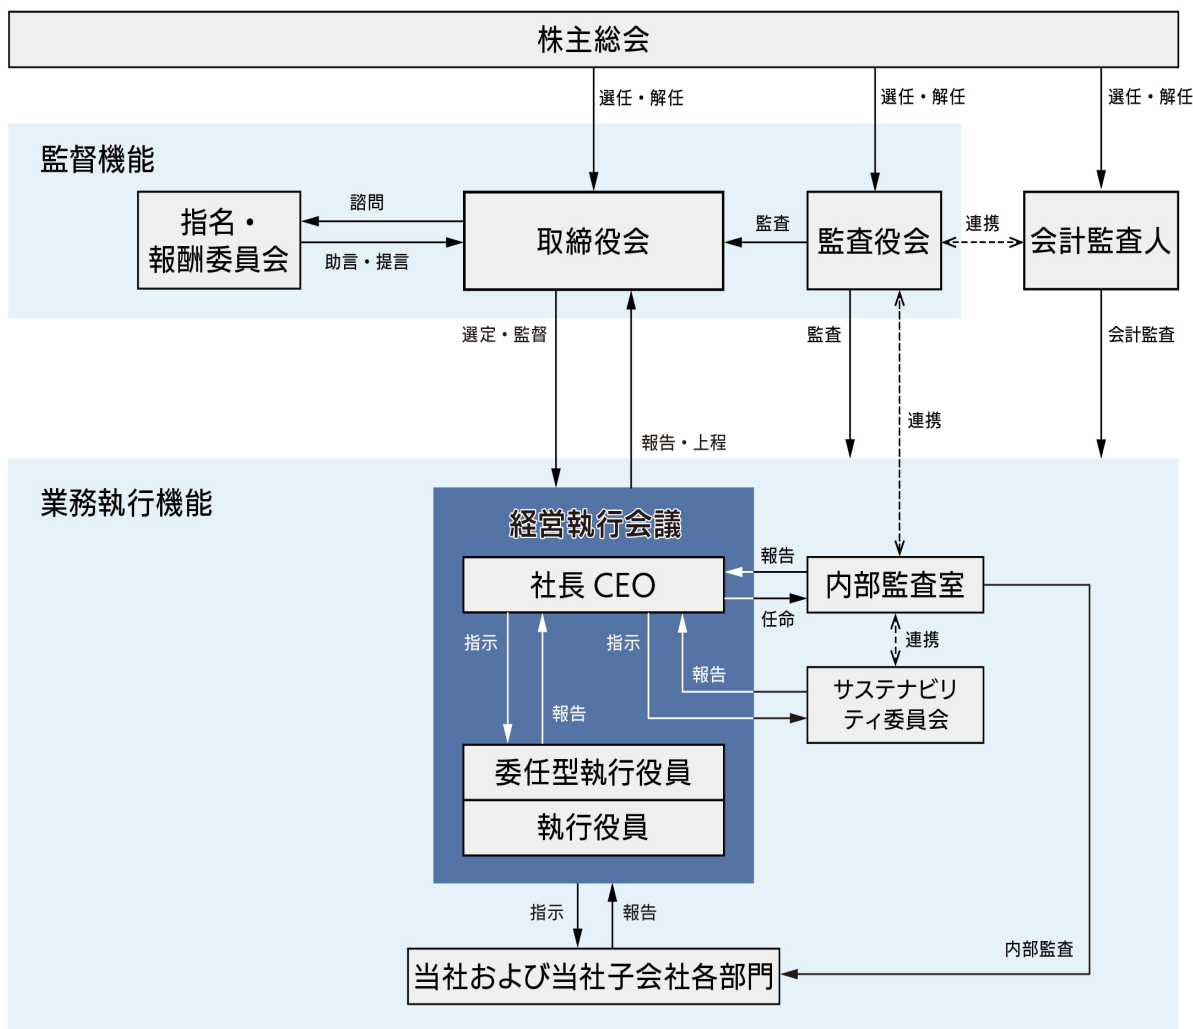 株主総会
選任・解任
選任・解任
選任・解任
監督機能
指名・
報酬委員会
諮問
助言・提言
取締役会
監査
監査役会
連携
会計監査人
選定・監督
監査
会計監査
連携
報告・上程
業務執行機能
経営執行会議
社長 CEO
報告
任命
内部監査室
指示
指示
連携
報告
報告
サステナビリ
ティ委員会
委任型執行役員
執行役員
指示
報告
内部監査
当社および当社子会社各部門